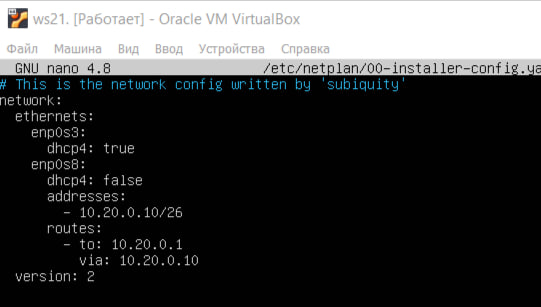 ws21. [Работает] - Oracle VM VirtualBox
Файл Машина Вид Ввод Устройства Справка
GNU nano 4.8 /etc/netplan/00-installer-config.ya
# This is the network config written by 'subiquity'
network:
  ethernets:
    enp0s3:
      dhcp4: true
    enp0s8:
      dhcp4: false
      addresses:
        - 10.20.0.10/26
      routes:
        - to: 10.20.0.1
          via: 10.20.0.10
  version: 2